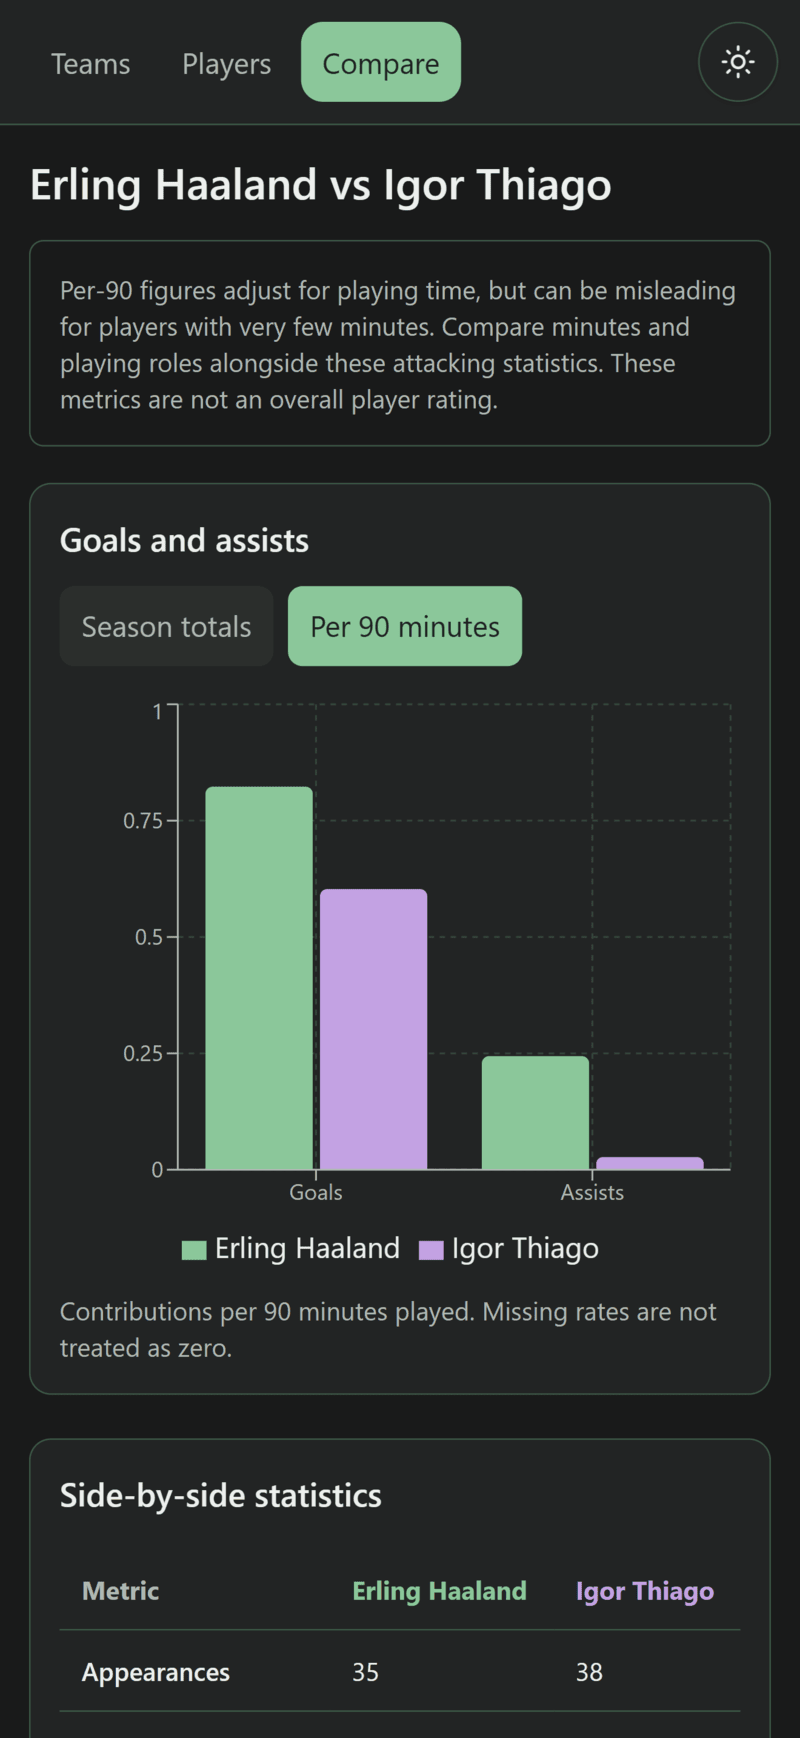 Teams Players Compare
Erling Haaland vs Igor Thiago
Per-90 figures adjust for playing time, but can be misleading
for players with very few minutes. Compare minutes and
playing roles alongside these attacking statistics. These
metrics are not an overall player rating.
Goals and assists
Season totals Per 90 minutes
1
0.75
0.5
0.25
0
Goals Assists
Erling Haaland Igor Thiago
Contributions per 90 minutes played. Missing rates are not
treated as zero.
Side-by-side statistics
Metric Erling Haaland Igor Thiago
Appearances 35 38